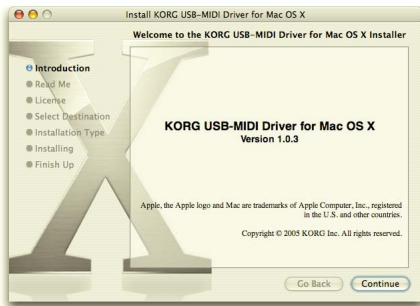 Install KORG USB-MIDI Driver for Mac OS X
Welcome to the KORG USB-MIDI Driver for Mac OS X Installer
Introduction
Read Me
License
Select Destination
Installation Type
Installing
Finish Up
KORG USB-MIDI Driver for Mac OS X
Version 1.0.3
Apple, the Apple logo and Mac are trademarks of Apple Computer, Inc., registered
in the U.S. and other countries.
Copyright © 2005 KORG Inc. All rights reserved.
Go Back
Continue